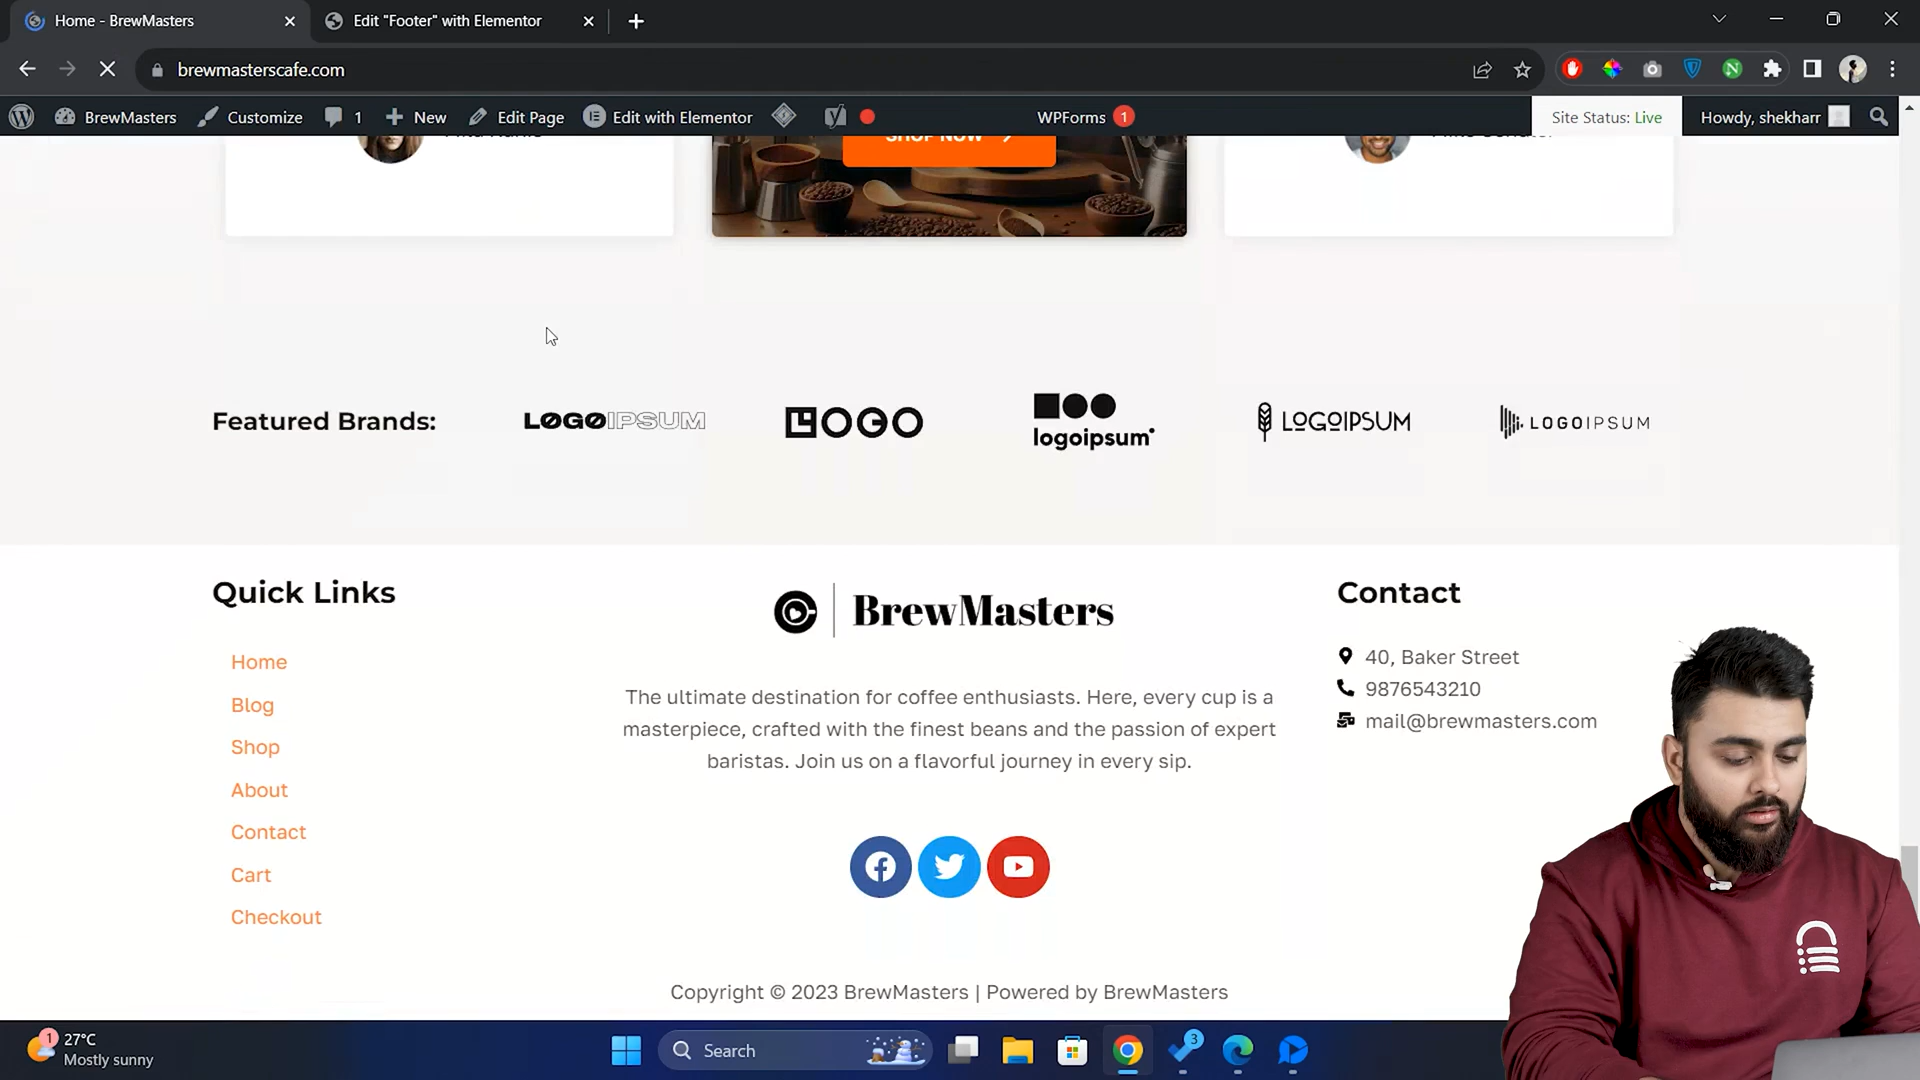 Home - BrewMasters
Edit "Footer" with Elementor
brewmasterscafe.com
BrewMasters
Customize
1
New
Edit Page
Edit with Elementor
WPForms 1
Site Status: Live
Howdy, shekharr
SHOP NOW
Featured Brands:
LOGOIPSUM
LOGO
logoipsum
LOGOIPSUM
LOGOIPSUM
Quick Links
Home
Blog
Shop
About
Contact
Cart
Checkout
BrewMasters
The ultimate destination for coffee enthusiasts. Here, every cup is a
masterpiece, crafted with the finest beans and the passion of expert
baristas. Join us on a flavorful journey in every sip.
Contact
40, Baker Street
9876543210
mail@brewmasters.com
Copyright © 2023 BrewMasters | Powered by BrewMasters
1
27°C
Mostly sunny
Search
3